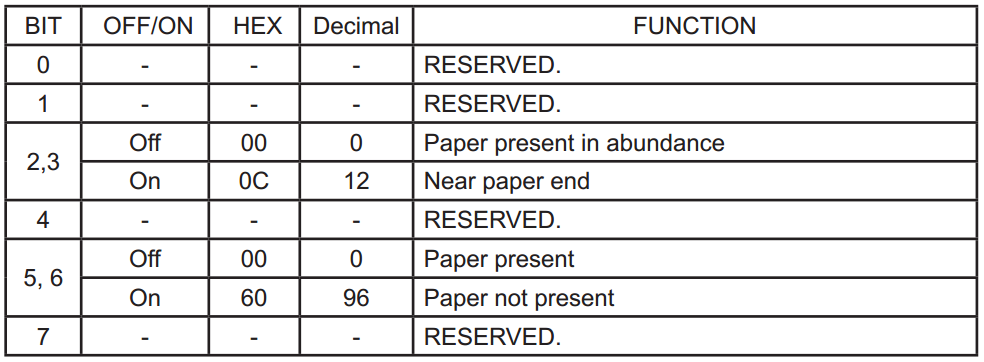 BIT OFF/ON HEX Decimal FUNCTION
0 - - - RESERVED.
1 - - - RESERVED.
2,3 Off 00 0 Paper present in abundance
On 0C 12 Near paper end
4 - - - RESERVED.
5, 6 Off 00 0 Paper present
On 60 96 Paper not present
7 - - - RESERVED.